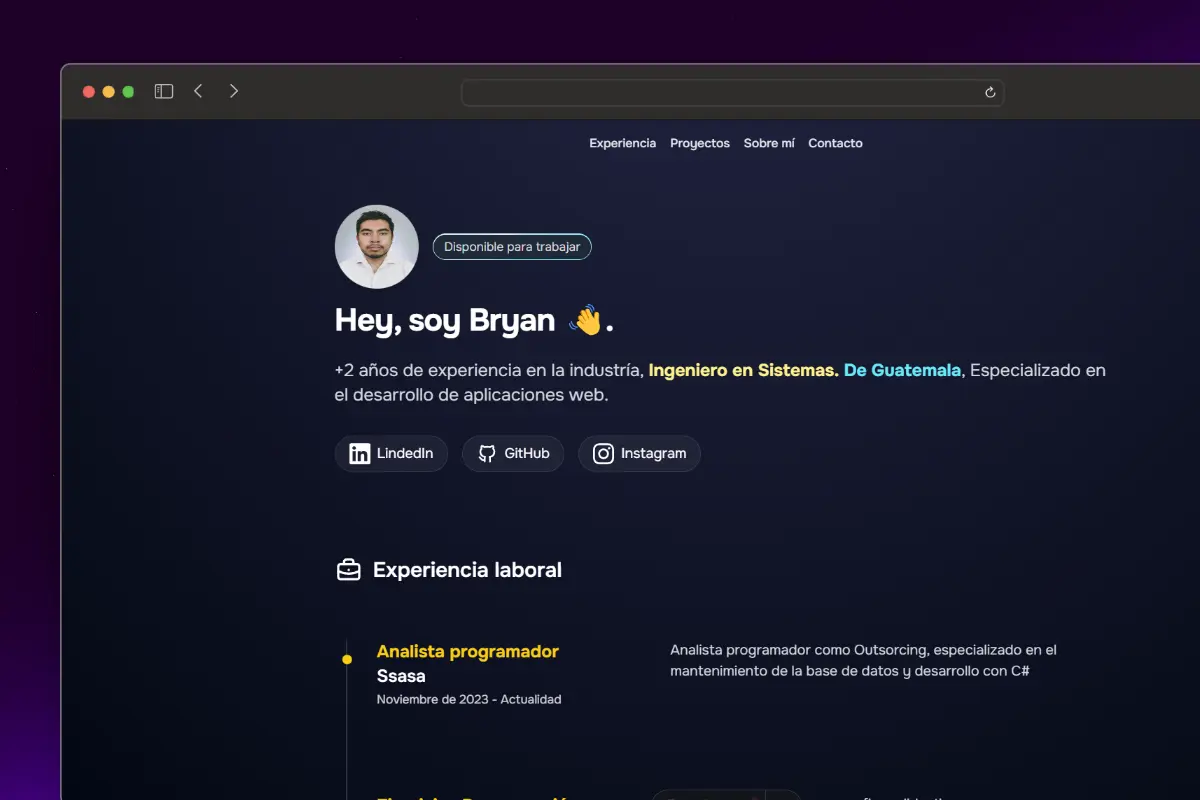 Experiencia Proyectos Sobre mí Contacto
Disponible para trabajar
Hey, soy Bryan 👋.
+2 años de experiencia en la industría, Ingeniero en Sistemas. De Guatemala, Especializado en
el desarrollo de aplicaciones web.
LindedIn GitHub Instagram
Experiencia laboral
Analista programador
Ssasa
Noviembre de 2023 - Actualidad
Analista programador como Outsorcing, especializado en el
mantenimiento de la base de datos y desarrollo con C#